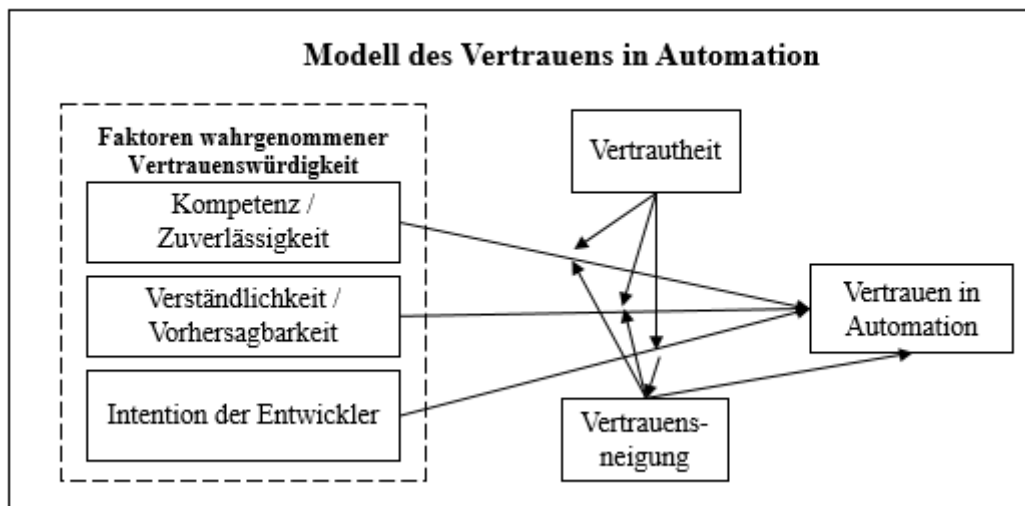 Modell des Vertrauens in Automation
Faktoren wahrgenommener
Vertrauenswürdigkeit
Kompetenz /
Zuverlässigkeit
Verständlichkeit /
Vorhersagbarkeit
Intention der Entwickler
Vertrautheit
Vertrauens-
neigung
Vertrauen in
Automation